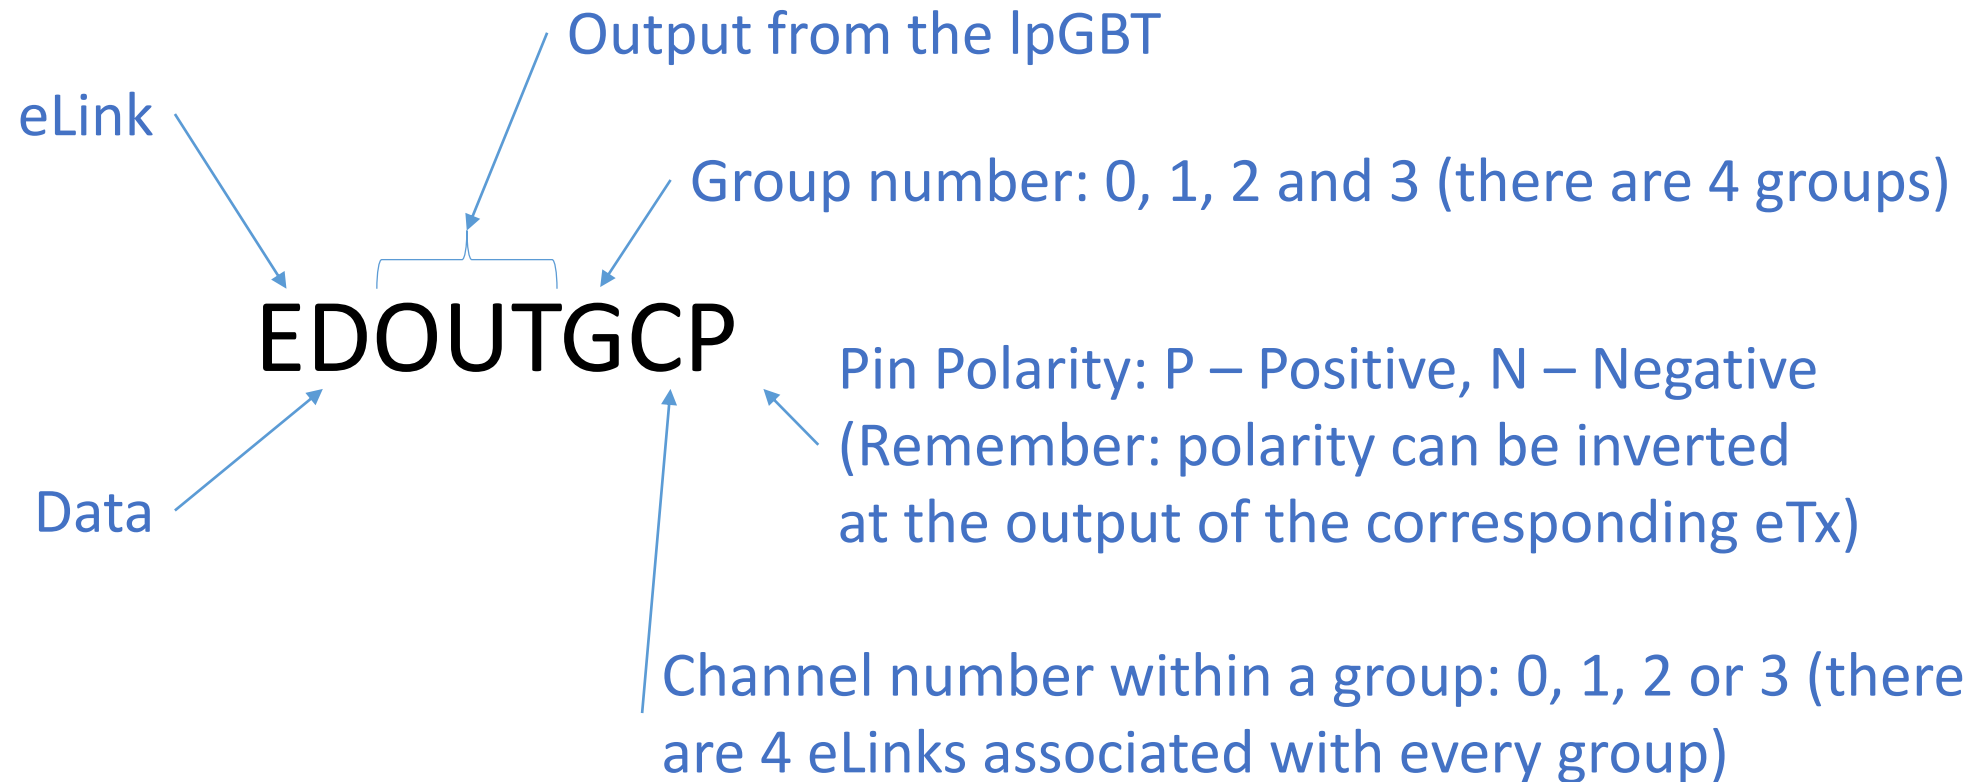 Output from the lpGBT
eLink
Group number: 0, 1, 2 and 3 (there are 4 groups)
EDOUTGCP
Pin Polarity: P – Positive, N – Negative
(Remember: polarity can be inverted
at the output of the corresponding eTx)
Data
Channel number within a group: 0, 1, 2 or 3 (there
are 4 eLinks associated with every group)